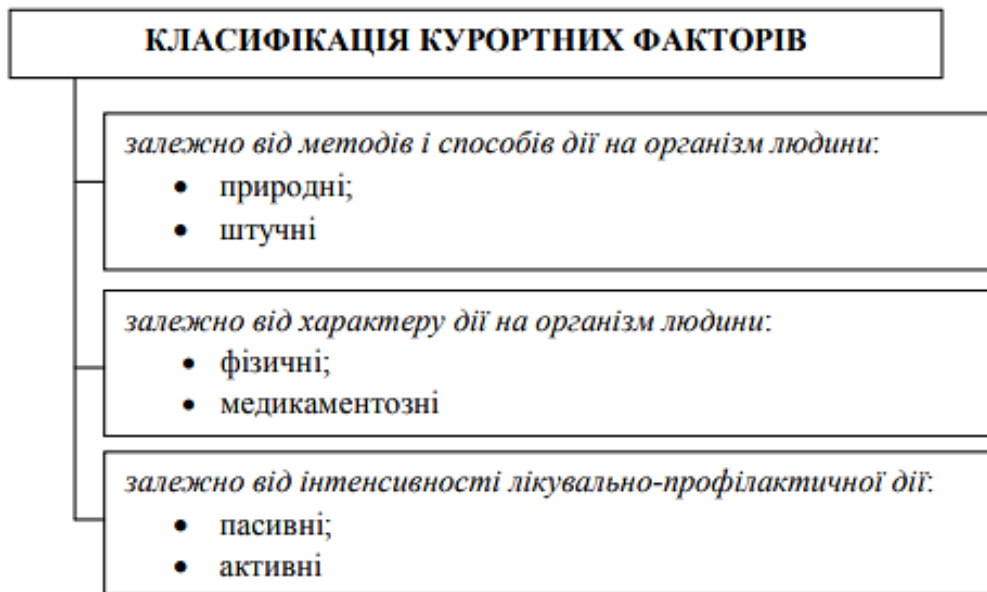 КЛАСИФІКАЦІЯ КУРОРТНИХ ФАКТОРІВ
залежно від методів і способів дії на організм людини:
• природні;
• штучні
залежно від характеру дії на організм людини:
• фізичні;
• медикаментозні
залежно від інтенсивності лікувально-профілактичної дії:
• пасивні;
• активні